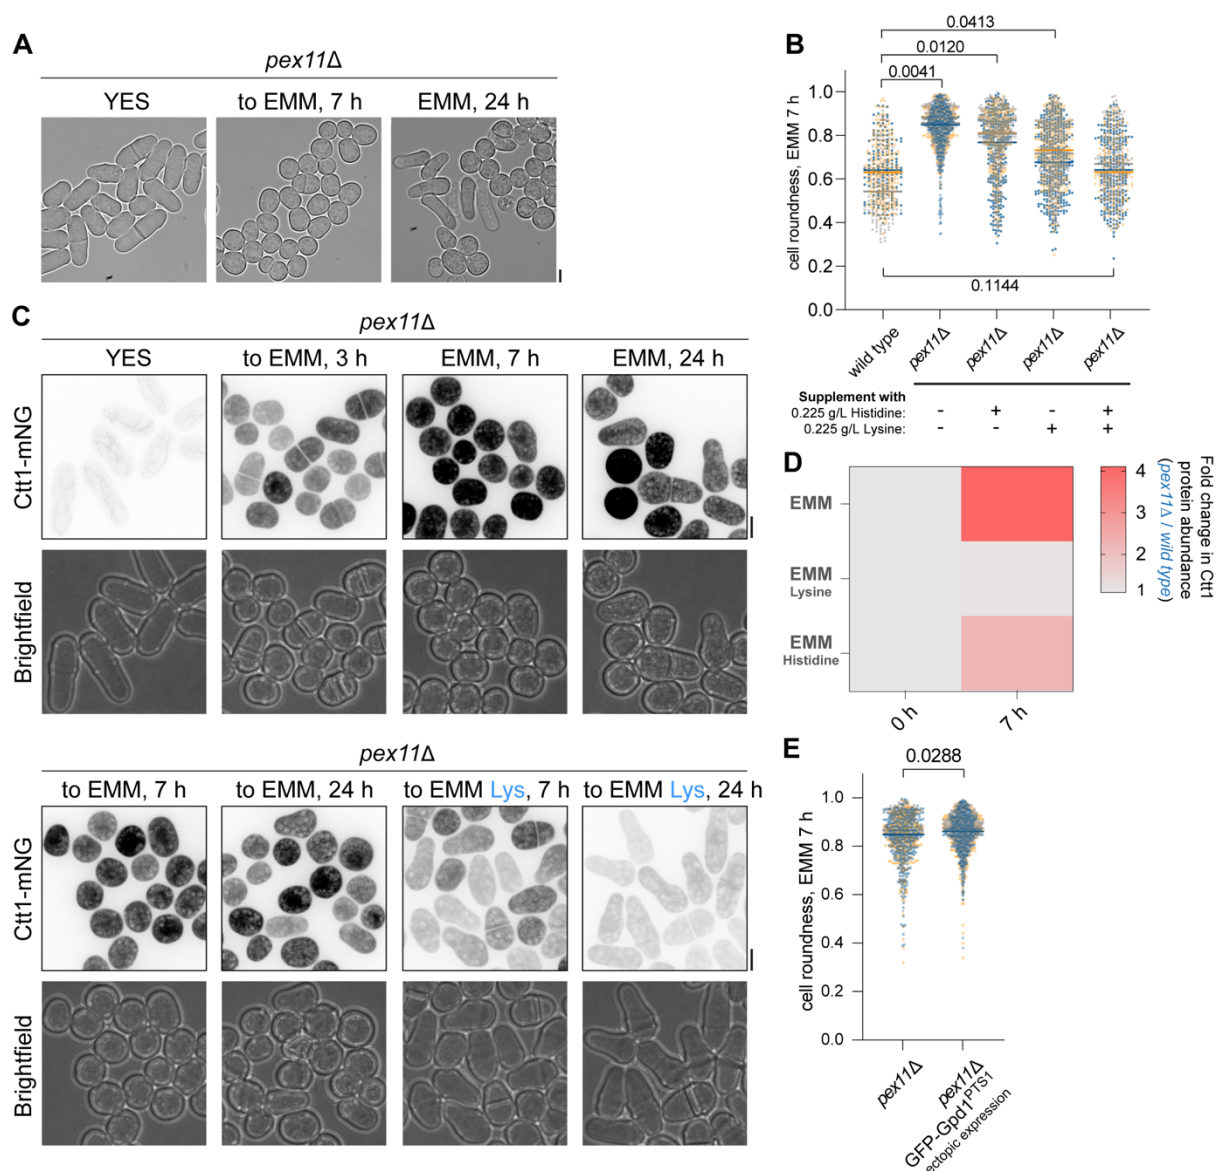 A
pex11Δ
YES
to EMM, 7 h
EMM, 24 h
B
0.0413
0.0120
0.0041
cell roundness, EMM 7 h
1.0
0.8
0.6
0.4
0.2
0.0
0.1144
wild type
pex11Δ
pex11Δ
pex11Δ
pex11Δ
Supplement with
0.225 g/L Histidine: - + - +
0.225 g/L Lysine: - - + +
C
pex11Δ
YES
to EMM, 3 h
EMM, 7 h
EMM, 24 h
Ctt1-mNG
Brightfield
pex11Δ
to EMM, 7 h
to EMM, 24 h
to EMM Lys, 7 h
to EMM Lys, 24 h
Ctt1-mNG
Brightfield
D
EMM
EMM
Lysine
EMM
Histidine
0 h
7 h
4
3
2
1
Fold change in Ctt1
protein abundance
(pex11Δ / wild type)
E
0.0288
cell roundness, EMM 7 h
1.0
0.8
0.6
0.4
0.2
0.0
pex11Δ
pex11Δ
GFP-Gpd1PTS1
ectopic expression